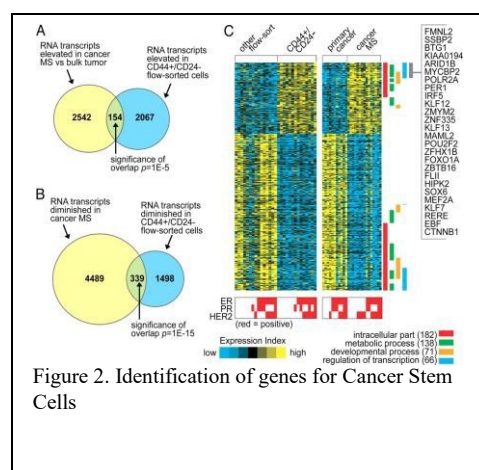 A
RNA transcripts
elevated in cancer
MS vs bulk tumor
RNA transcripts
elevated in
CD44+/CD24-
flow-sorted cells
2542
154
2067
significance of
overlap p=1E-5
B
RNA transcripts
diminished in
cancer MS
RNA transcripts
diminished in
CD44+/CD24-
flow-sorted cells
4489
339
1498
significance of
overlap p=1E-15
C
other
flow-sort
CD44+/
CD24-
primary
cancer
cancer
MS
ER
PR
HER2
(red = positive)
Expression Index
low
high
FMNL2
SSBP2
BTG1
KIAA0194
ARID1B
MYCBP2
POLR2A
PER1
IRF5
KLF12
ZMYM2
ZNF335
KLF13
MAML2
POU2F2
ZFHX1B
FOXO1A
ZBTB16
FLII
HIPK2
SOX6
MEF2A
KLF7
RERE
EBF
CTNNB1
intracellular part (182)
metabolic process (138)
developmental process (71)
regulation of transcription (66)
Figure 2. Identification of genes for Cancer Stem
Cells